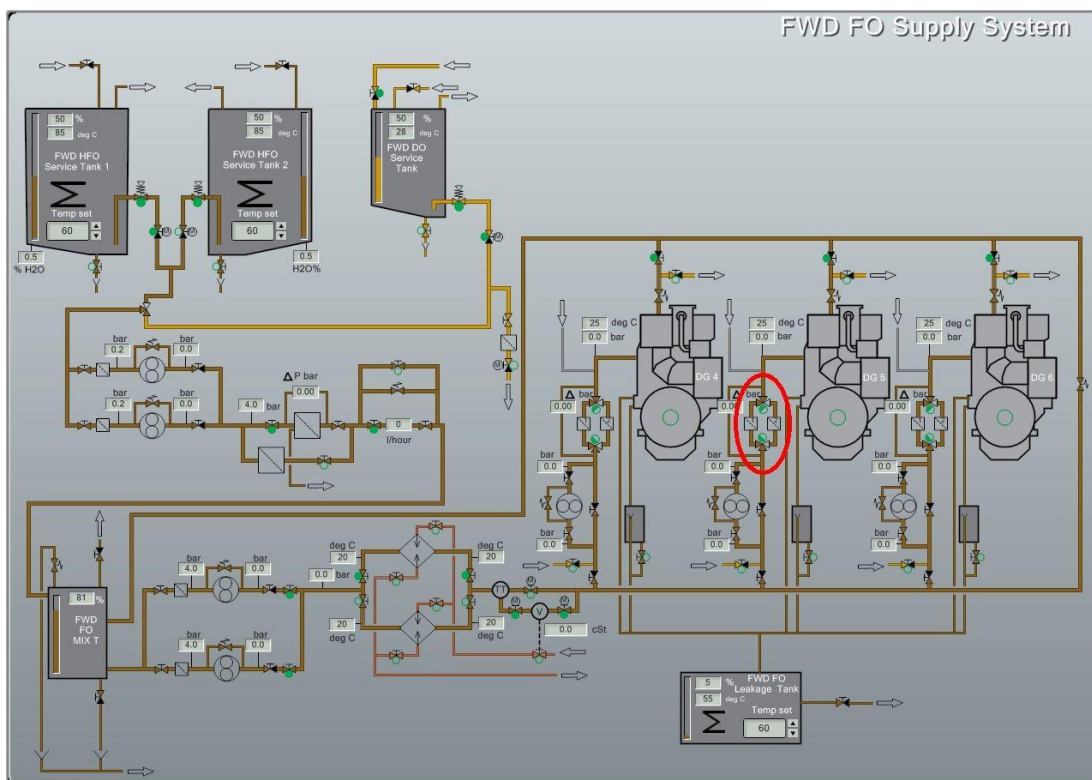 FWD FO Supply System
50 %
85 deg C
FWD HFO
Service Tank 1
Temp set
60
0.5
% H2O
50 %
85 deg C
FWD HFO
Service Tank 2
Temp set
60
0.5
H2O%
50 %
28 deg C
FWD DO
Service
Tank
M
M
M
M
bar
0.2
bar
0.0
bar
0.2
bar
0.0
4.0
bar
Δ P bar
0.00
0
l/hour
25 deg C
0.0 bar
DG 4
Δ bar
0.00
bar
0.0
bar
0.0
25 deg C
0.0 bar
DG 5
bar
0.00
bar
0.0
bar
0.0
25 deg C
0.0 bar
DG 6
Δ bar
0.00
bar
0.0
bar
0.0
81 %
FWD
FO
MIX T
bar
4.0
bar
0.0
bar
4.0
bar
0.0
0.0 bar
deg C
20
deg C
20
20
deg C
20
deg C
TT
M
M
V
M
0.0
cSt
5 %
55
deg C
FWD FO
Leakage Tank
Temp set
60